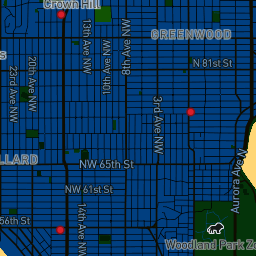 Crown Hill
GREENWOOD
8th Ave NW
13th Ave NW
10th Ave NW
20th Ave NW
23rd Ave NW
N 81st St
3rd Ave NW
LLARD
NW 65th St
NW 61st St
56th St
14th Ave NW
Aurora Ave N
Woodland Park Zo